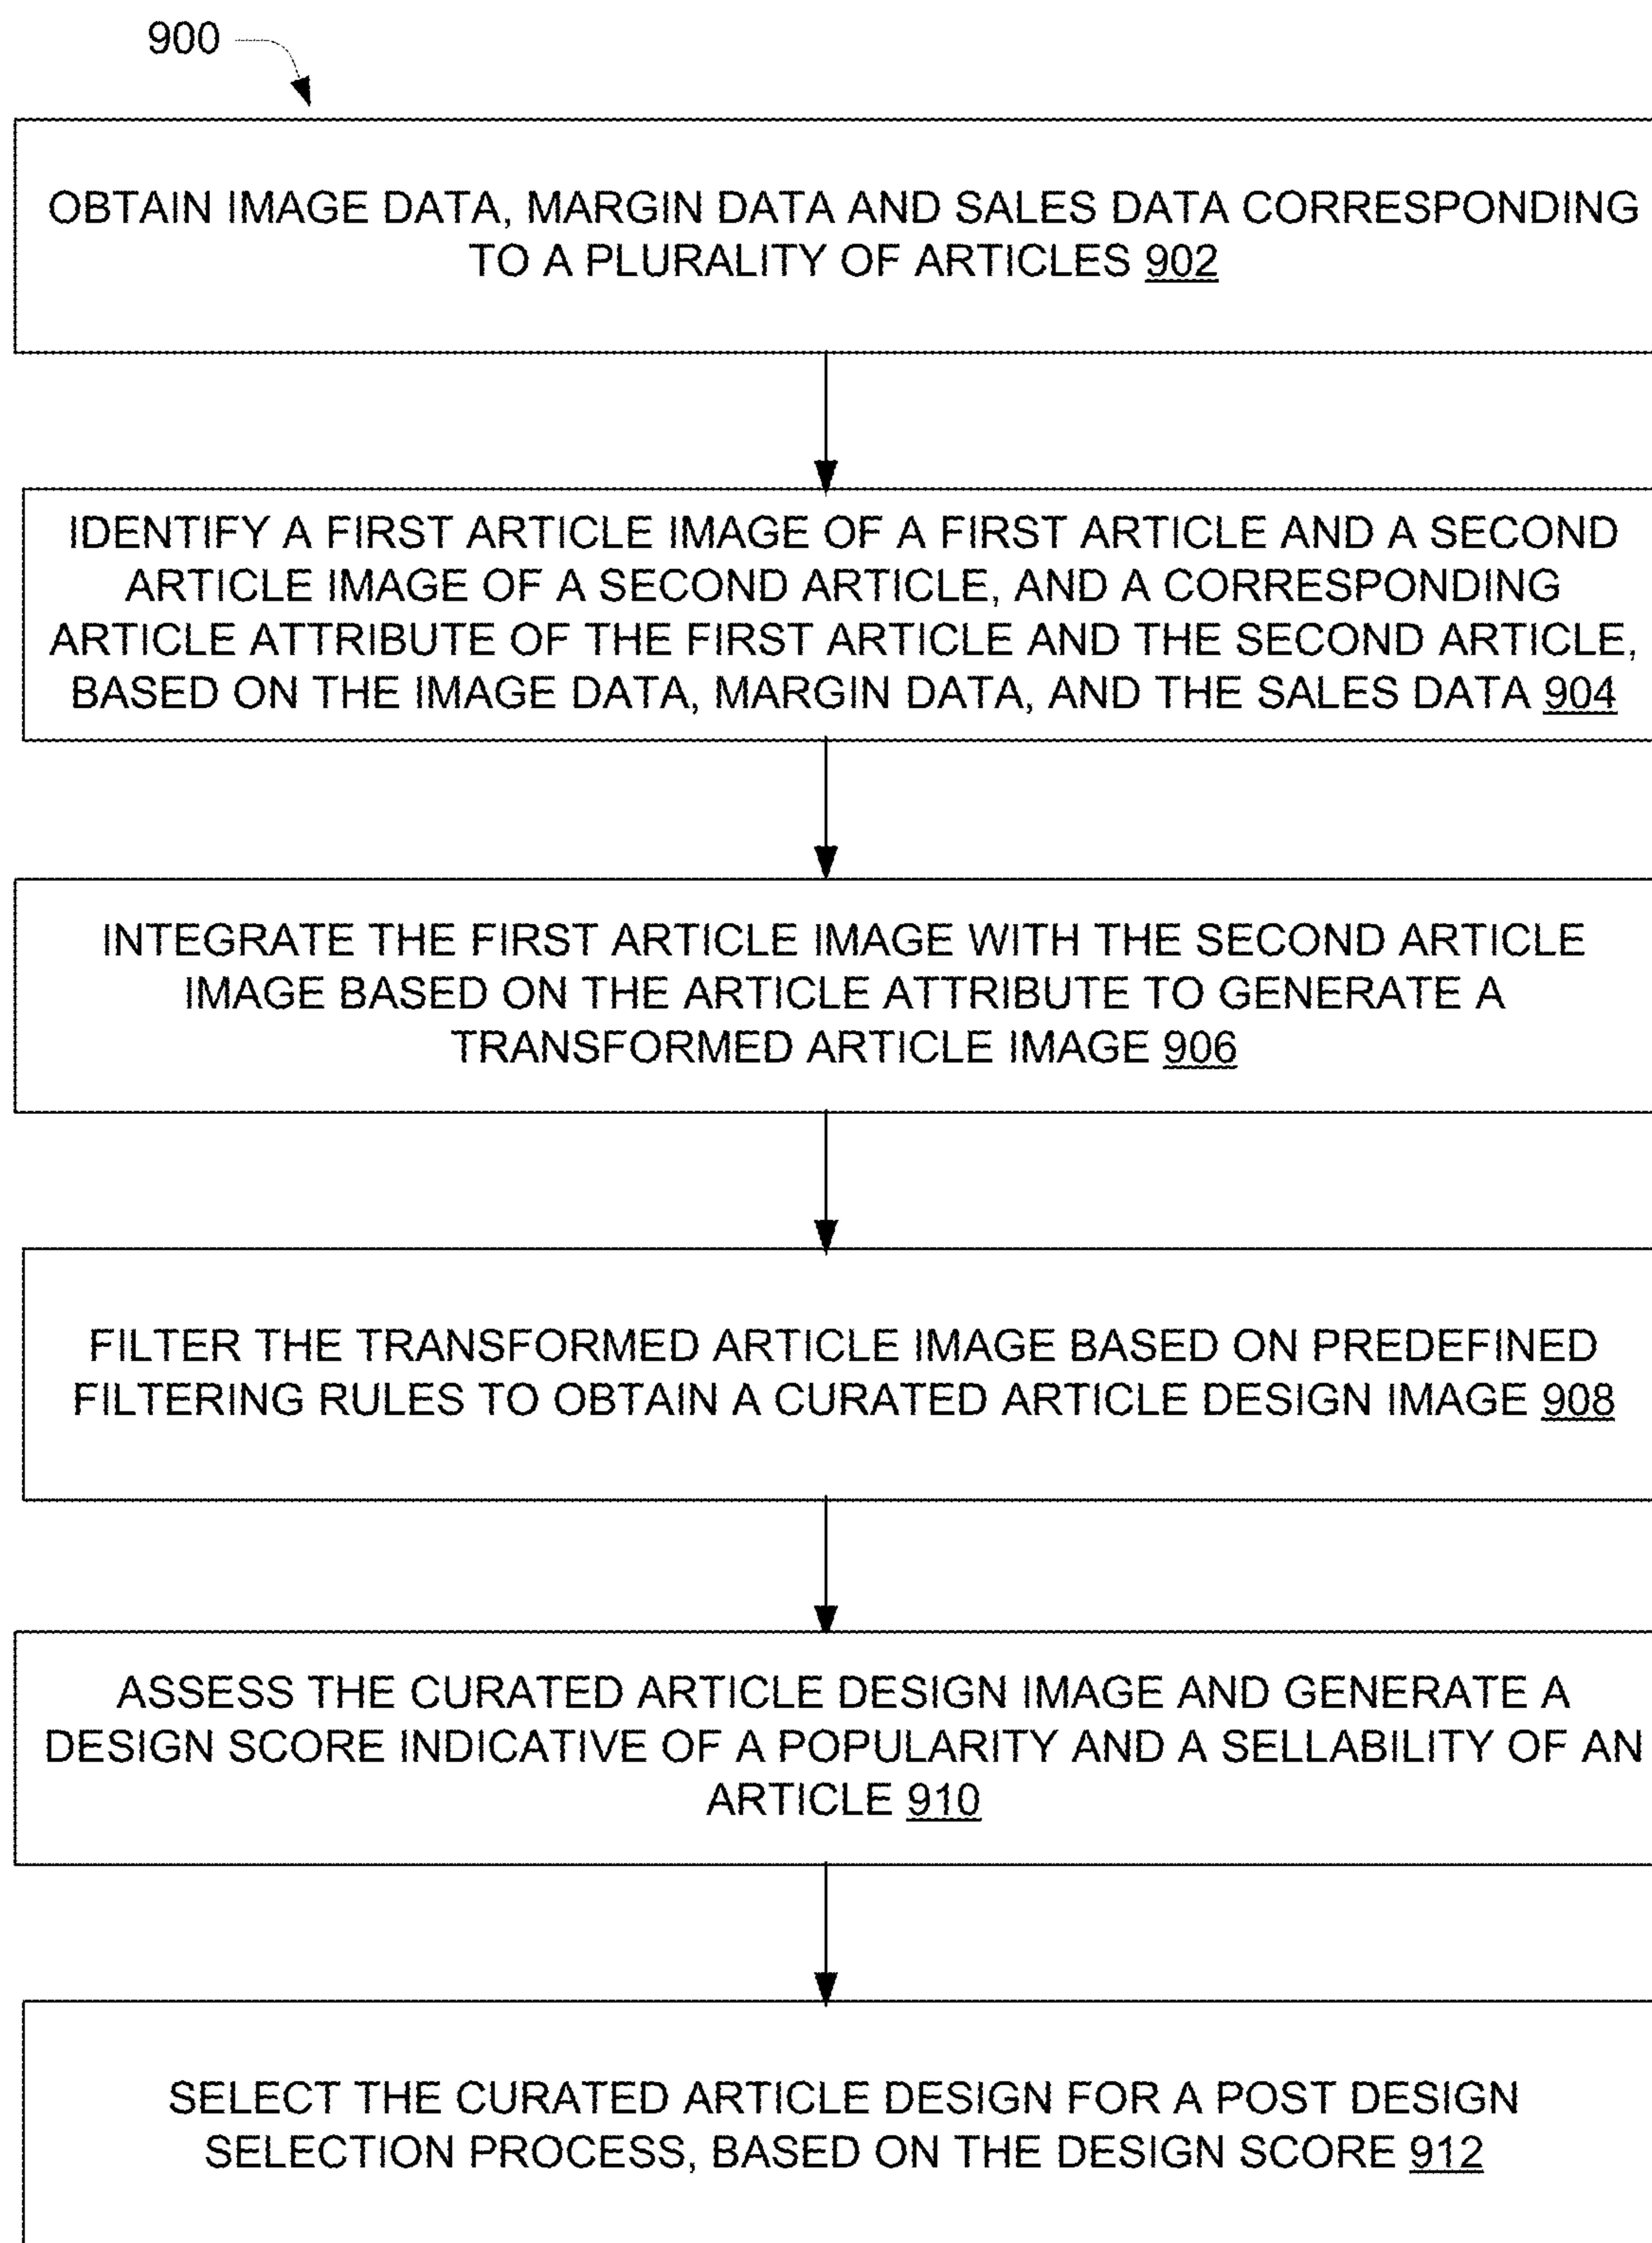 900
OBTAIN IMAGE DATA, MARGIN DATA AND SALES DATA CORRESPONDING
TO A PLURALITY OF ARTICLES 902
IDENTIFY A FIRST ARTICLE IMAGE OF A FIRST ARTICLE AND A SECOND
ARTICLE IMAGE OF A SECOND ARTICLE, AND A CORRESPONDING
ARTICLE ATTRIBUTE OF THE FIRST ARTICLE AND THE SECOND ARTICLE,
BASED ON THE IMAGE DATA, MARGIN DATA, AND THE SALES DATA 904
INTEGRATE THE FIRST ARTICLE IMAGE WITH THE SECOND ARTICLE
IMAGE BASED ON THE ARTICLE ATTRIBUTE TO GENERATE A
TRANSFORMED ARTICLE IMAGE 906
FILTER THE TRANSFORMED ARTICLE IMAGE BASED ON PREDEFINED
FILTERING RULES TO OBTAIN A CURATED ARTICLE DESIGN IMAGE 908
ASSESS THE CURATED ARTICLE DESIGN IMAGE AND GENERATE A
DESIGN SCORE INDICATIVE OF A POPULARITY AND A SELLABILITY OF AN
ARTICLE 910
SELECT THE CURATED ARTICLE DESIGN FOR A POST DESIGN
SELECTION PROCESS, BASED ON THE DESIGN SCORE 912